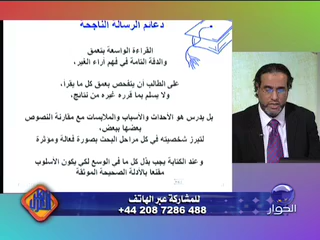 دعائم الرسالة الناجحة
القراءة الواسعة بتعمق
والدقة التامة في فهم آراء الغير،
على الطالب أن يتفحص بعمق كل ما يقرأ،
ولا يسلم بما قرره غيره من نتائج،
بل يدرس هو الأحداث والأسباب والملابسات مع مقارنة النصوص
بعضها ببعض،
لتبرز شخصيته في كل مراحل البحث بصورة فعالة ومؤثرة
وعند الكتابة يجب بذل كل ما في الوسع لكي يكون الأسلوب
مقنعا بالأدلة الصحيحة الموثقة
للمشاركة عبر الهاتف
+44 208 7286 488
الحوار